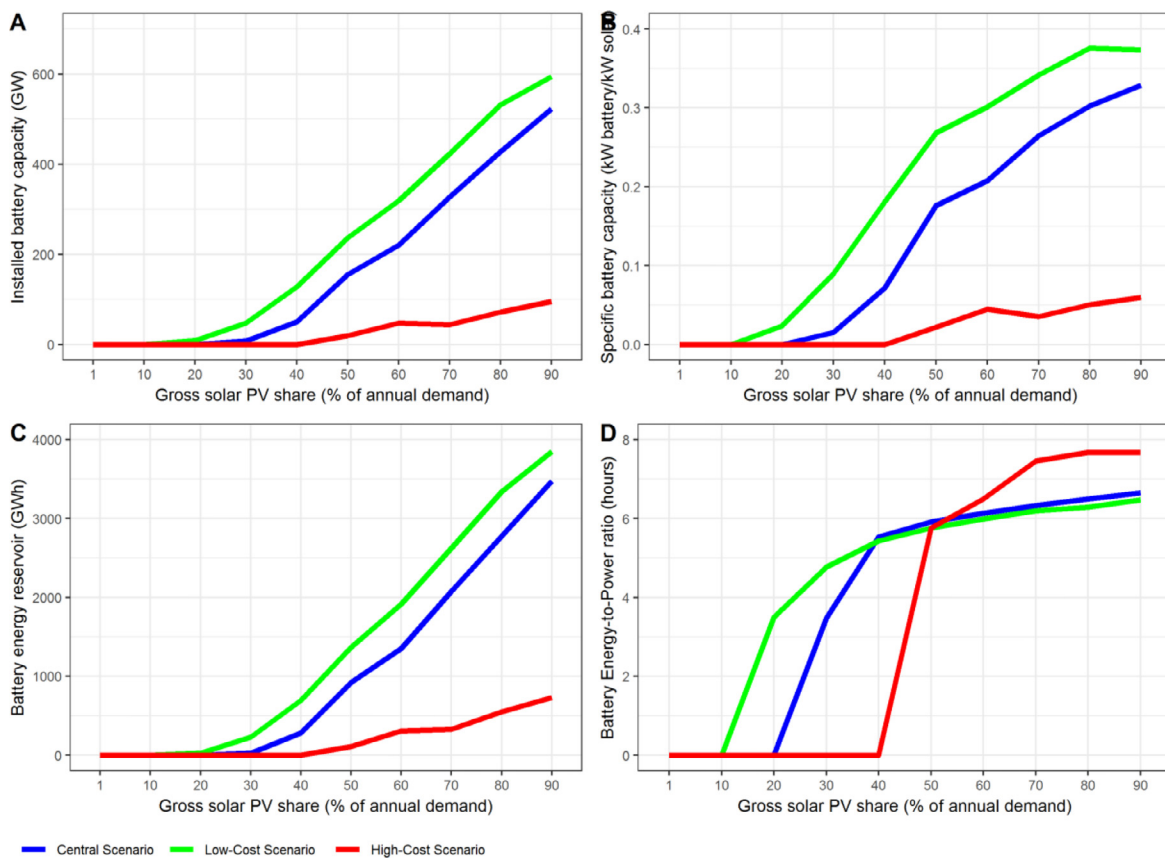 A
Installed battery capacity (GW)
600
400
200
0
1 10 20 30 40 50 60 70 80 90
Gross solar PV share (% of annual demand)
B
Specific battery capacity (kW battery/kW solar)
0.4
0.3
0.2
0.1
0.0
1 10 20 30 40 50 60 70 80 90
Gross solar PV share (% of annual demand)
C
Battery energy reservoir (GWh)
4000
3000
2000
1000
0
1 10 20 30 40 50 60 70 80 90
Gross solar PV share (% of annual demand)
D
Battery Energy-to-Power ratio (hours)
8
6
4
2
0
1 10 20 30 40 50 60 70 80 90
Gross solar PV share (% of annual demand)
Central Scenario Low-Cost Scenario High-Cost Scenario